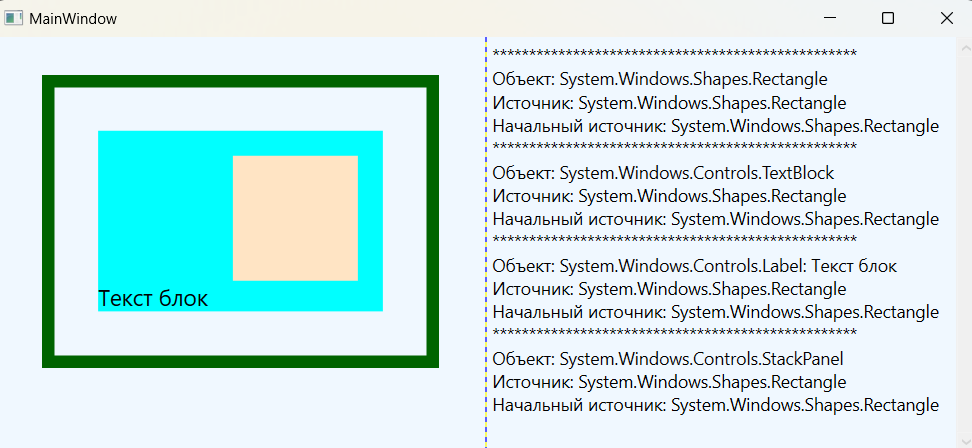 MainWindow
Текст блок
*************************************************
Объект: System.Windows.Shapes.Rectangle
Источник: System.Windows.Shapes.Rectangle
Начальный источник: System.Windows.Shapes.Rectangle
*************************************************
Объект: System.Windows.Controls.TextBlock
Источник: System.Windows.Shapes.Rectangle
Начальный источник: System.Windows.Shapes.Rectangle
*************************************************
Объект: System.Windows.Controls.Label: Текст блок
Источник: System.Windows.Shapes.Rectangle
Начальный источник: System.Windows.Shapes.Rectangle
*************************************************
Объект: System.Windows.Controls.StackPanel
Источник: System.Windows.Shapes.Rectangle
Начальный источник: System.Windows.Shapes.Rectangle